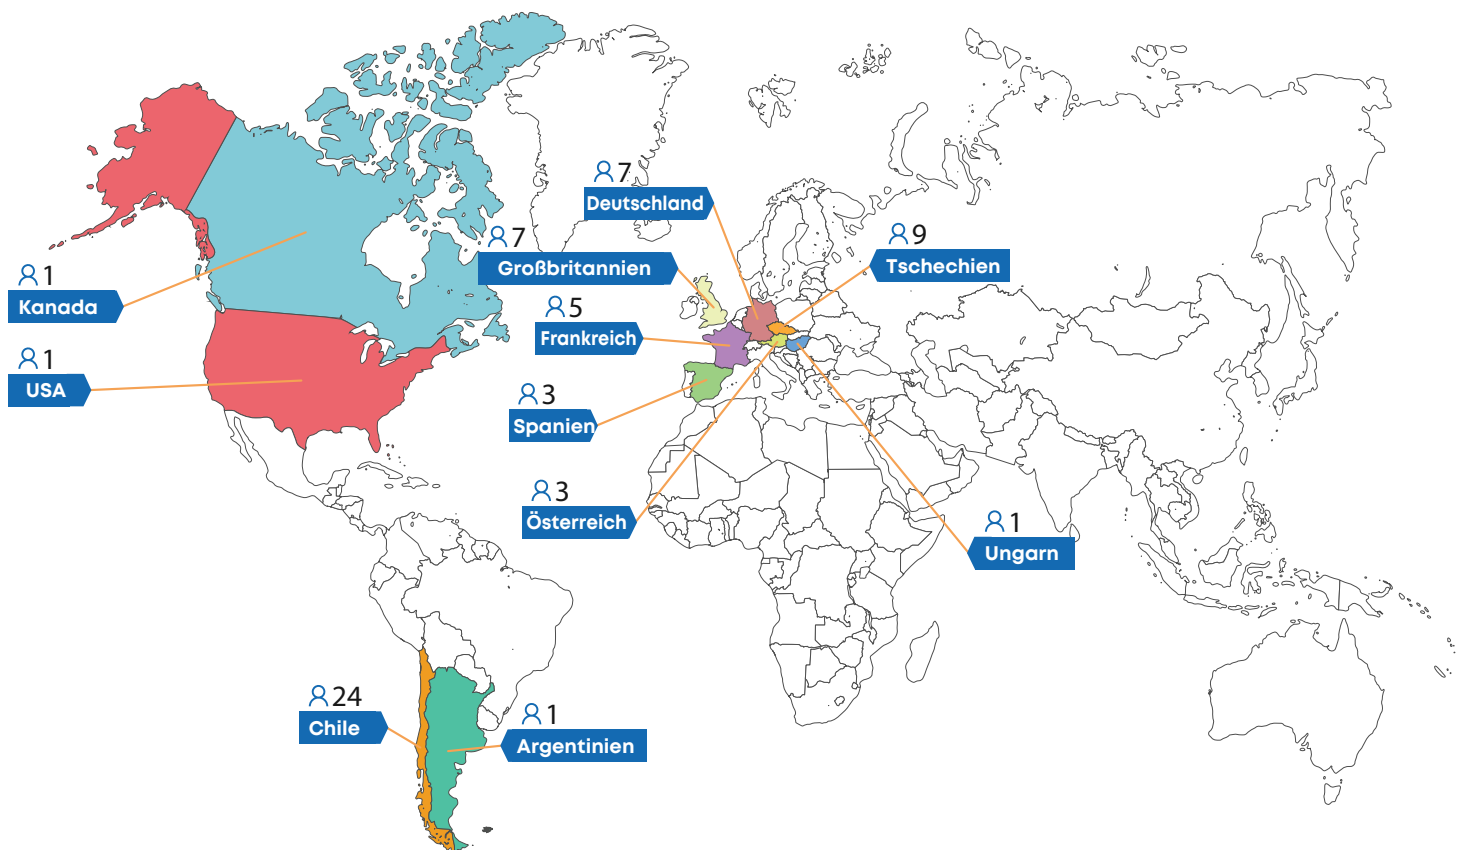 7
Deutschland
7
Großbritannien
9
Tschechien
1
Kanada
5
Frankreich
1
USA
3
Spanien
3
Österreich
1
Ungarn
24
Chile
1
Argentinien